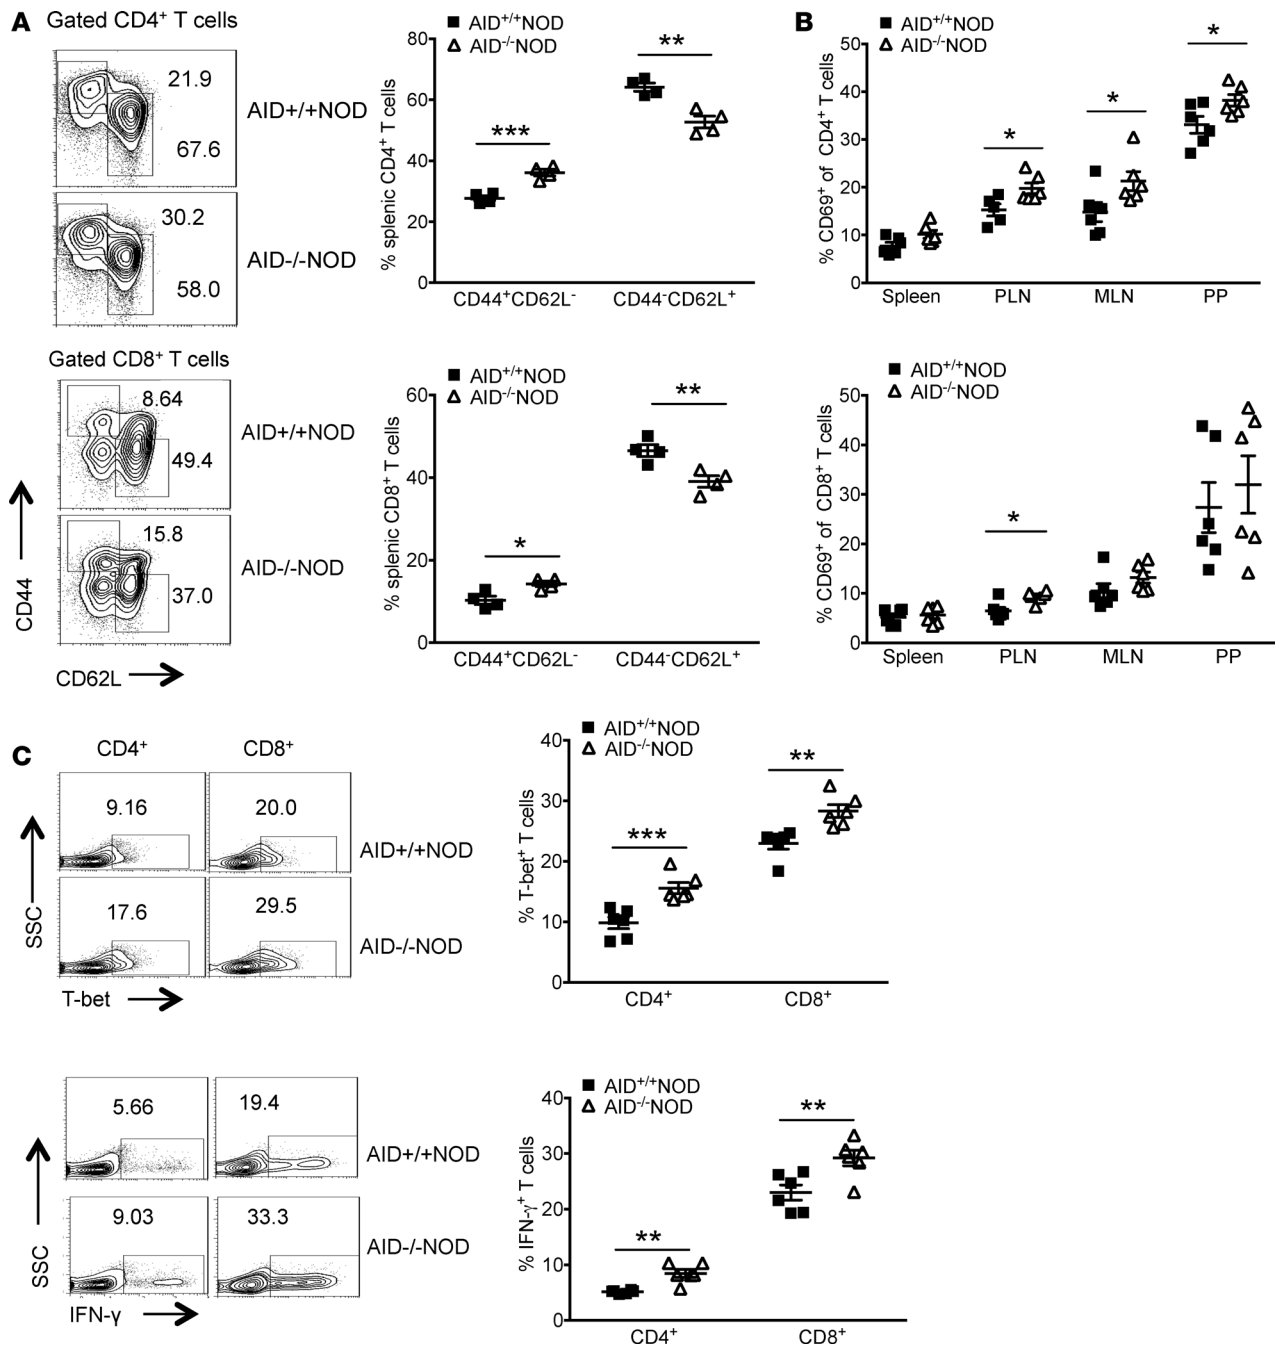 A
Gated CD4+ T cells
21.9
67.6
AID+/+NOD
30.2
58.0
AID-/-NOD
AID+/+NOD
AID-/-NOD
% splenic CD4+ T cells
80
60
40
20
0
***
**
CD44+CD62L-
CD44-CD62L+
B
AID+/+NOD
AID-/-NOD
% CD69+ of CD4+ T cells
50
40
30
20
10
0
*
*
*
Spleen
PLN
MLN
PP
Gated CD8+ T cells
8.64
49.4
AID+/+NOD
15.8
37.0
AID-/-NOD
CD44
CD62L
AID+/+NOD
AID-/-NOD
% splenic CD8+ T cells
60
40
20
0
*
**
CD44+CD62L-
CD44-CD62L+
AID+/+NOD
AID-/-NOD
% CD69+ of CD8+ T cells
50
40
30
20
10
0
*
Spleen
PLN
MLN
PP
C
CD4+
CD8+
9.16
20.0
AID+/+NOD
17.6
29.5
AID-/-NOD
SSC
T-bet
AID+/+NOD
AID-/-NOD
% T-bet+ T cells
40
30
20
10
0
***
**
CD4+
CD8+
5.66
19.4
AID+/+NOD
9.03
33.3
AID-/-NOD
SSC
SSC
IFN-γ
AID+/+NOD
AID-/-NOD
% IFN-γ+ T cells
40
30
20
10
0
**
**
CD4+
CD8+